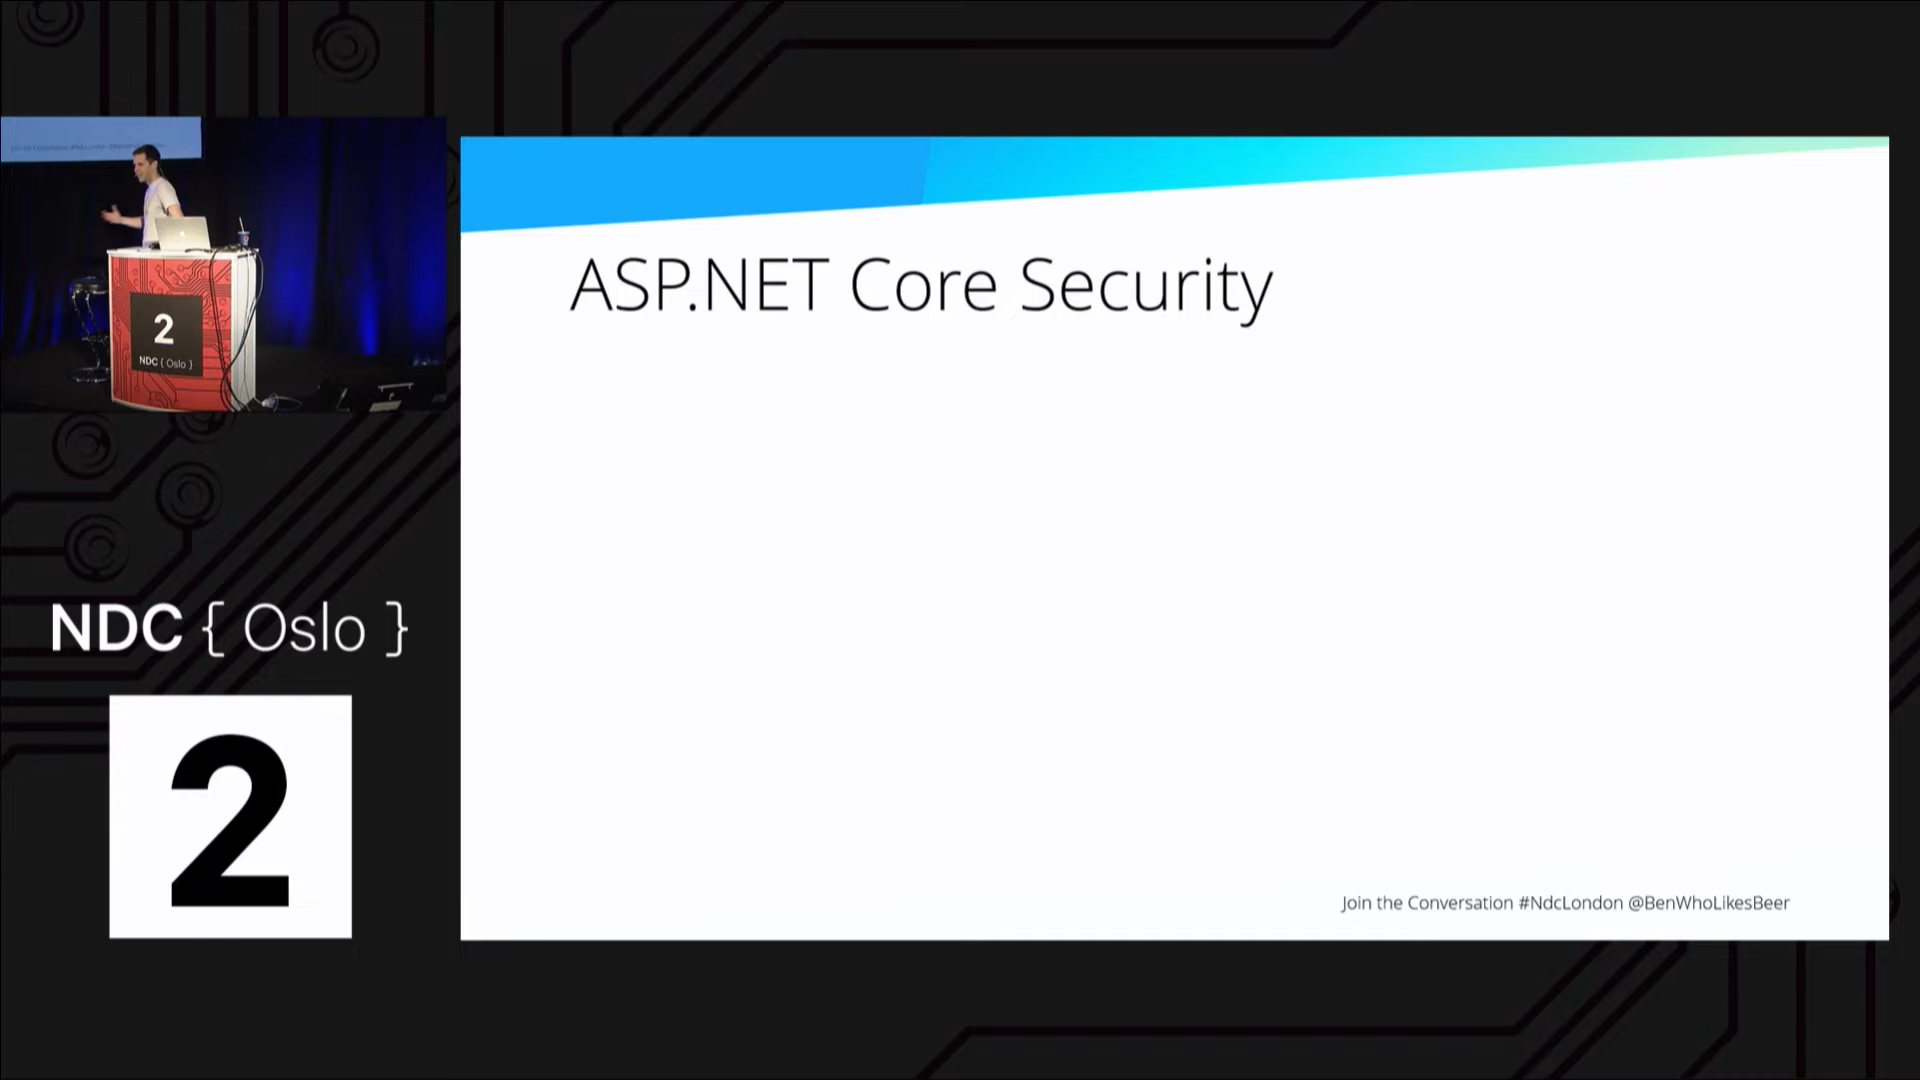 ASP.NET Core Security
2
NDC { Oslo }
NDC { Oslo }
2
Join the Conversation #NdcLondon @BenWhoLikesBeer